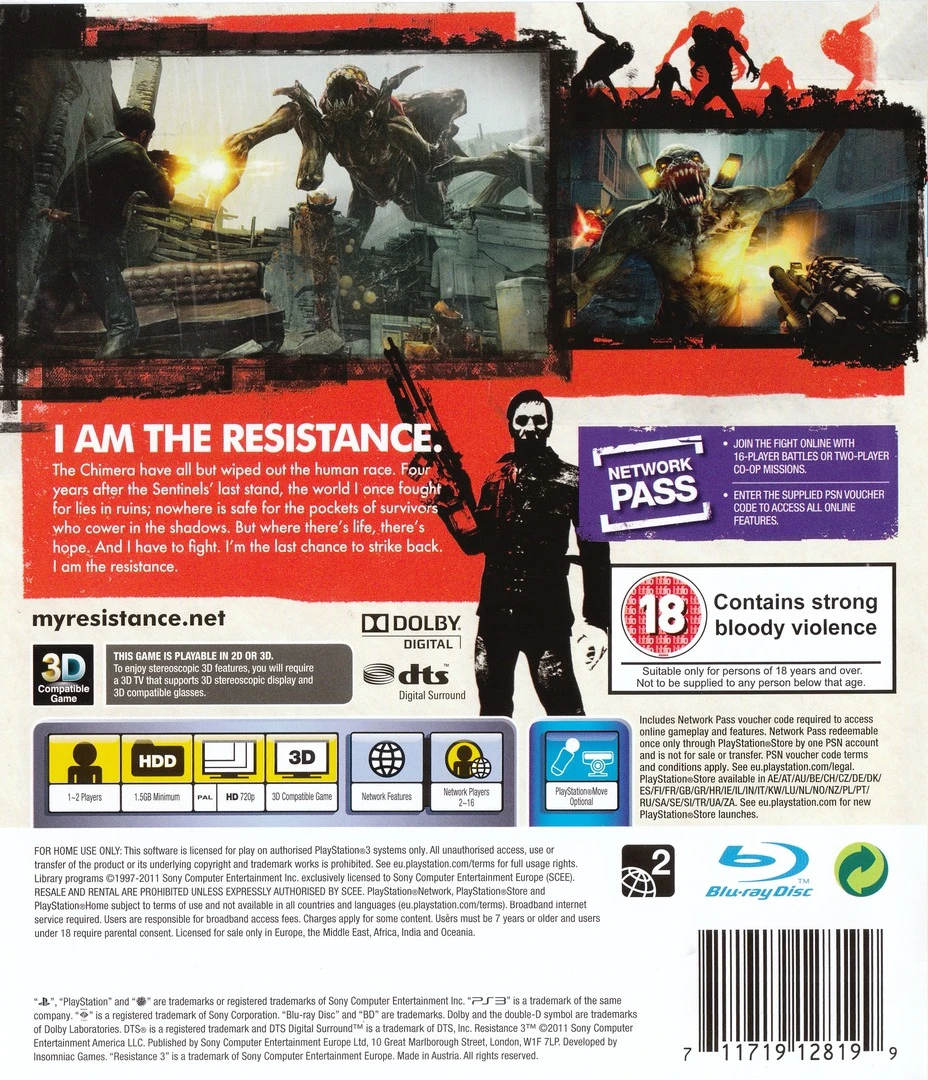 I AM THE RESISTANCE.
The Chimera have all but wiped out the human race. Four
years after the Sentinels' last stand, the world I once fought
for lies in ruins; nowhere is safe for the pockets of survivors
who cower in the shadows. But where there's life, there's
hope. And I have to fight. I'm the last chance to strike back.
I am the resistance.
NETWORK
PASS
• JOIN THE FIGHT ONLINE WITH
16-PLAYER BATTLES OR TWO-PLAYER
CO-OP MISSIONS.
• ENTER THE SUPPLIED PSN VOUCHER
CODE TO ACCESS ALL ONLINE
FEATURES.
myresistance.net
DOLBY
DIGITAL
dts™
Digital Surround
18
Contains strong
bloody violence
Suitable only for persons of 18 years and over.
Not to be supplied to any person below that age.
3D
Compatible
Game
THIS GAME IS PLAYABLE IN 2D OR 3D.
To enjoy stereoscopic 3D features, you will require
a 3D TV that supports 3D stereoscopic display and
3D compatible glasses.
1~2 Players
HDD
1.5GB Minimum
PAL HD 720p
3D
3D Compatible Game
Network Features
Network Players
2~16
PlayStation®Move
Optional
Includes Network Pass voucher code required to access
online gameplay and features. Network Pass redeemable
once only through PlayStation®Store by one PSN account
and is not for sale or transfer. PSN voucher code terms
and conditions apply. See eu.playstation.com/legal.
PlayStation®Store available in AE/AT/AU/BE/CH/CZ/DE/DK/
ES/FI/FR/GB/GR/HR/IE/IL/IN/IT/KW/LU/NL/NO/NZ/PL/PT/
RU/SA/SE/SI/TR/UA/ZA. See eu.playstation.com for new
PlayStation®Store launches.
FOR HOME USE ONLY: This software is licensed for play on authorised PlayStation®3 systems only. All unauthorised access, use or
transfer of the product or its underlying copyright and trademark works is prohibited. See eu.playstation.com/terms for full usage rights.
Library programs ©1997-2011 Sony Computer Entertainment Inc. exclusively licensed to Sony Computer Entertainment Europe (SCEE).
RESALE AND RENTAL ARE PROHIBITED UNLESS EXPRESSLY AUTHORISED BY SCEE. PlayStation®Network, PlayStation®Store and
PlayStation®Home subject to terms of use and not available in all countries and languages (eu.playstation.com/terms). Broadband internet
service required. Users are responsible for broadband access fees. Charges apply for some content. Users must be 7 years or older and users
under 18 require parental consent. Licensed for sale only in Europe, the Middle East, Africa, India and Oceania.
2
Blu-ray Disc™
"", "PlayStation" and "" are trademarks or registered trademarks of Sony Computer Entertainment Inc. "PS3" is a trademark of the same
company. "" is a registered trademark of Sony Corporation. "Blu-ray Disc" and "BD" are trademarks. Dolby and the double-D symbol are trademarks
of Dolby Laboratories. DTS® is a registered trademark and DTS Digital Surround™ is a trademark of DTS, Inc. Resistance 3™ ©2011 Sony Computer
Entertainment America LLC. Published by Sony Computer Entertainment Europe Ltd, 10 Great Marlborough Street, London, W1F 7LP. Developed by
Insomniac Games. "Resistance 3" is a trademark of Sony Computer Entertainment Europe. Made in Austria. All rights reserved.
7 11719 12819 9